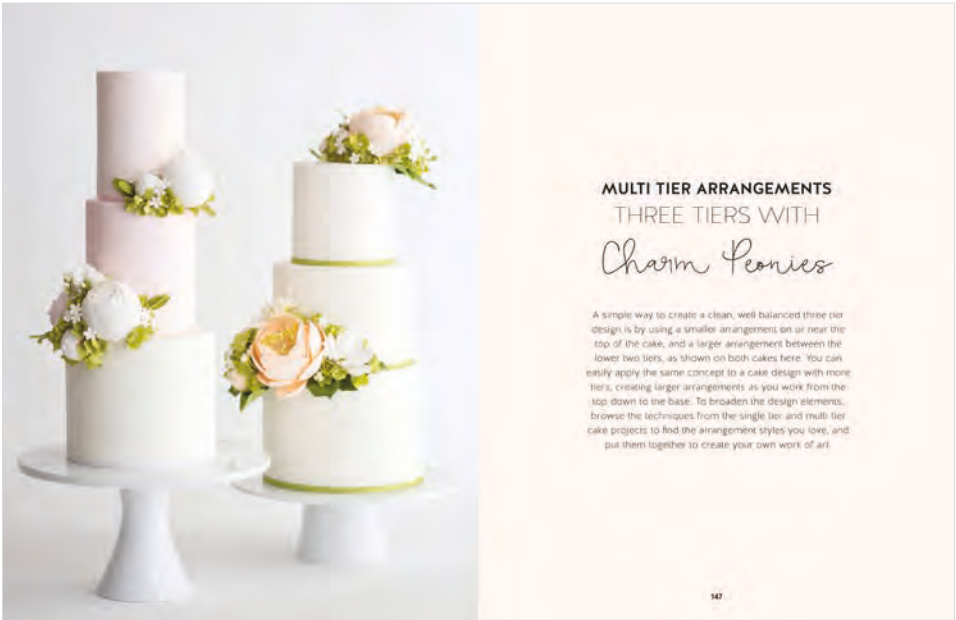 MULTI TIER ARRANGEMENTS
THREE TIERS WITH
Charm Peonies
A simple way to create a clean, well balanced three tier
design is by using a smaller arrangement on or near the
top of the cake, and a larger arrangement between the
lower two tiers, as shown on both cakes here. You can
easily apply the same concept to a cake design with more
tiers, creating larger arrangements as you work from the
top down to the base. To broaden the design elements,
browse the techniques from the single tier and multi tier
cake projects to find the arrangement styles you love, and
put them together to create your own work of art.
147